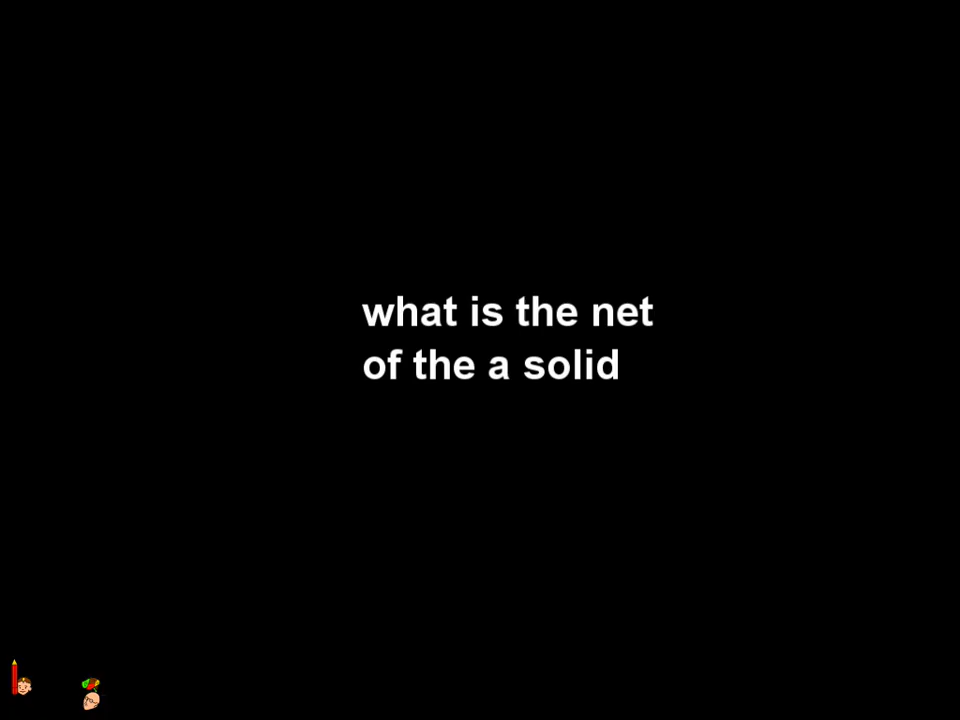 what is the net
of the a solid